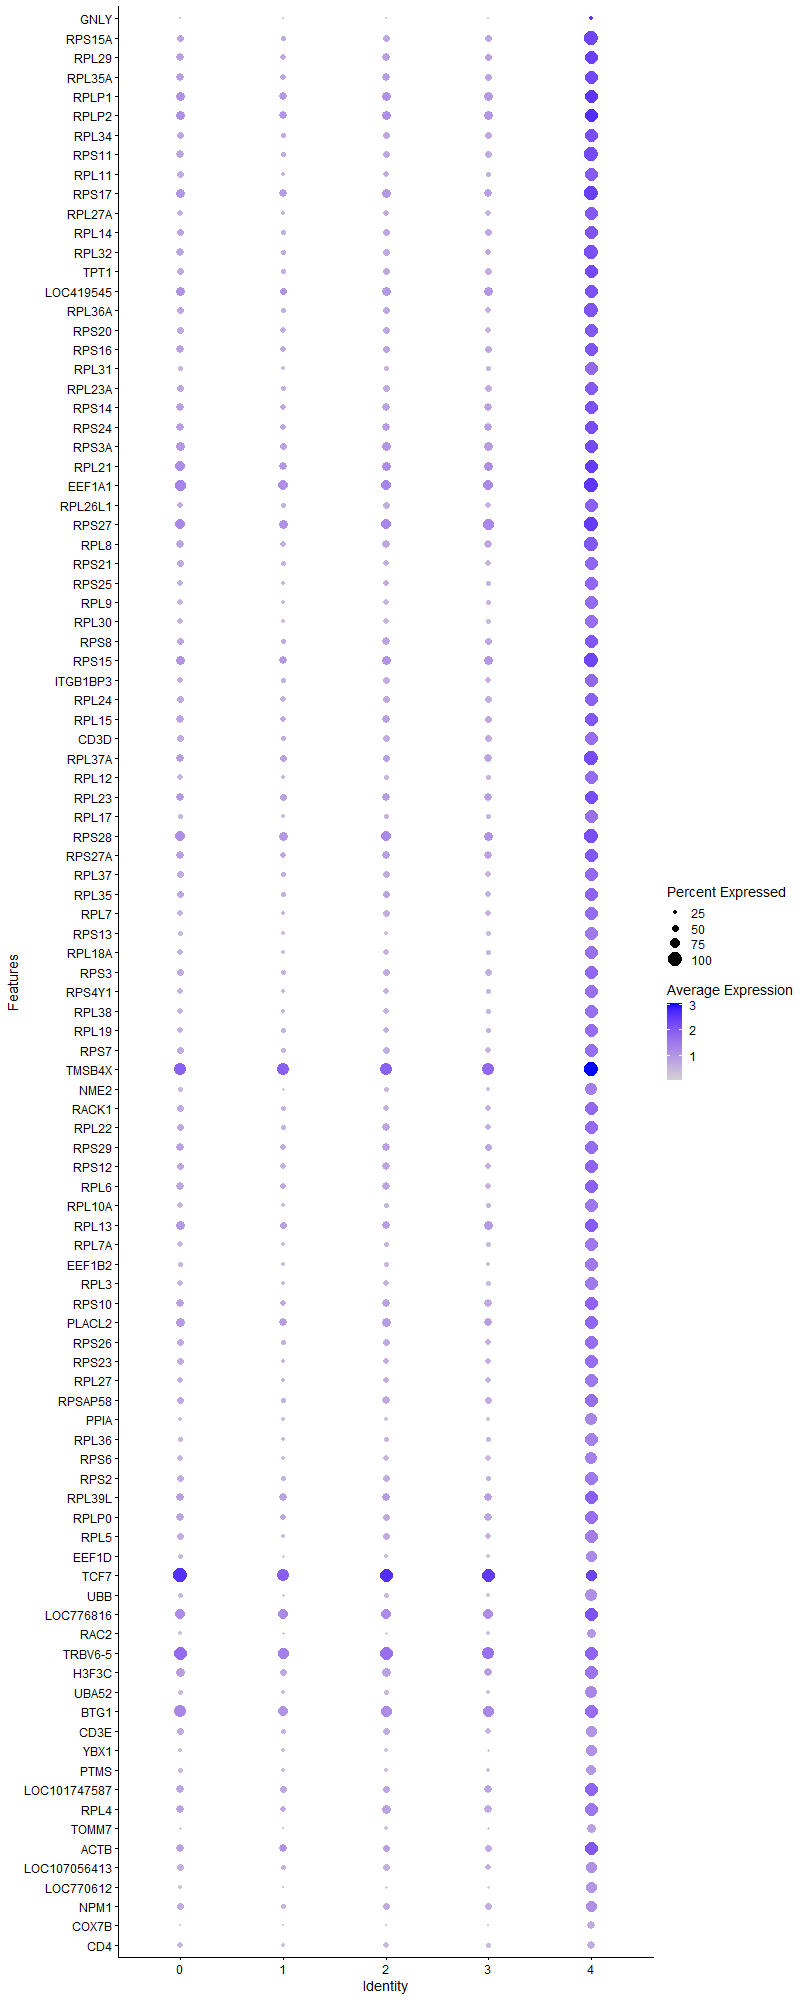 GNLY
RPS15A
RPL29
RPL35A
RPLP1
RPLP2
RPL34
RPS11
RPL11
RPS17
RPL27A
RPL14
RPL32
TPT1
LOC419545
RPL36A
RPS20
RPS16
RPL31
RPL23A
RPS14
RPS24
RPS3A
RPL21
EEF1A1
RPL26L1
RPS27
RPL8
RPS21
RPS25
RPL9
RPL30
RPS8
RPS15
ITGB1BP3
RPL24
RPL15
CD3D
RPL37A
RPL12
RPL23
RPL17
RPS28
RPS27A
RPL37
RPL35
RPL7
RPS13
RPL18A
RPS3
RPS4Y1
RPL38
RPL19
RPS7
TMSB4X
NME2
RACK1
RPL22
RPS29
RPS12
RPL6
RPL10A
RPL13
RPL7A
EEF1B2
RPL3
RPS10
PLACL2
RPS26
RPS23
RPL27
RPSAP58
PPIA
RPL36
RPS6
RPS2
RPL39L
RPLP0
RPL5
EEF1D
TCF7
UBB
LOC776816
RAC2
TRBV6-5
H3F3C
UBA52
BTG1
CD3E
YBX1
PTMS
LOC101747587
RPL4
TOMM7
ACTB
LOC107056413
LOC770612
NPM1
COX7B
CD4
Features
0 1 2 3 4
Identity
Percent Expressed
25
50
75
100
Average Expression
3
2
1